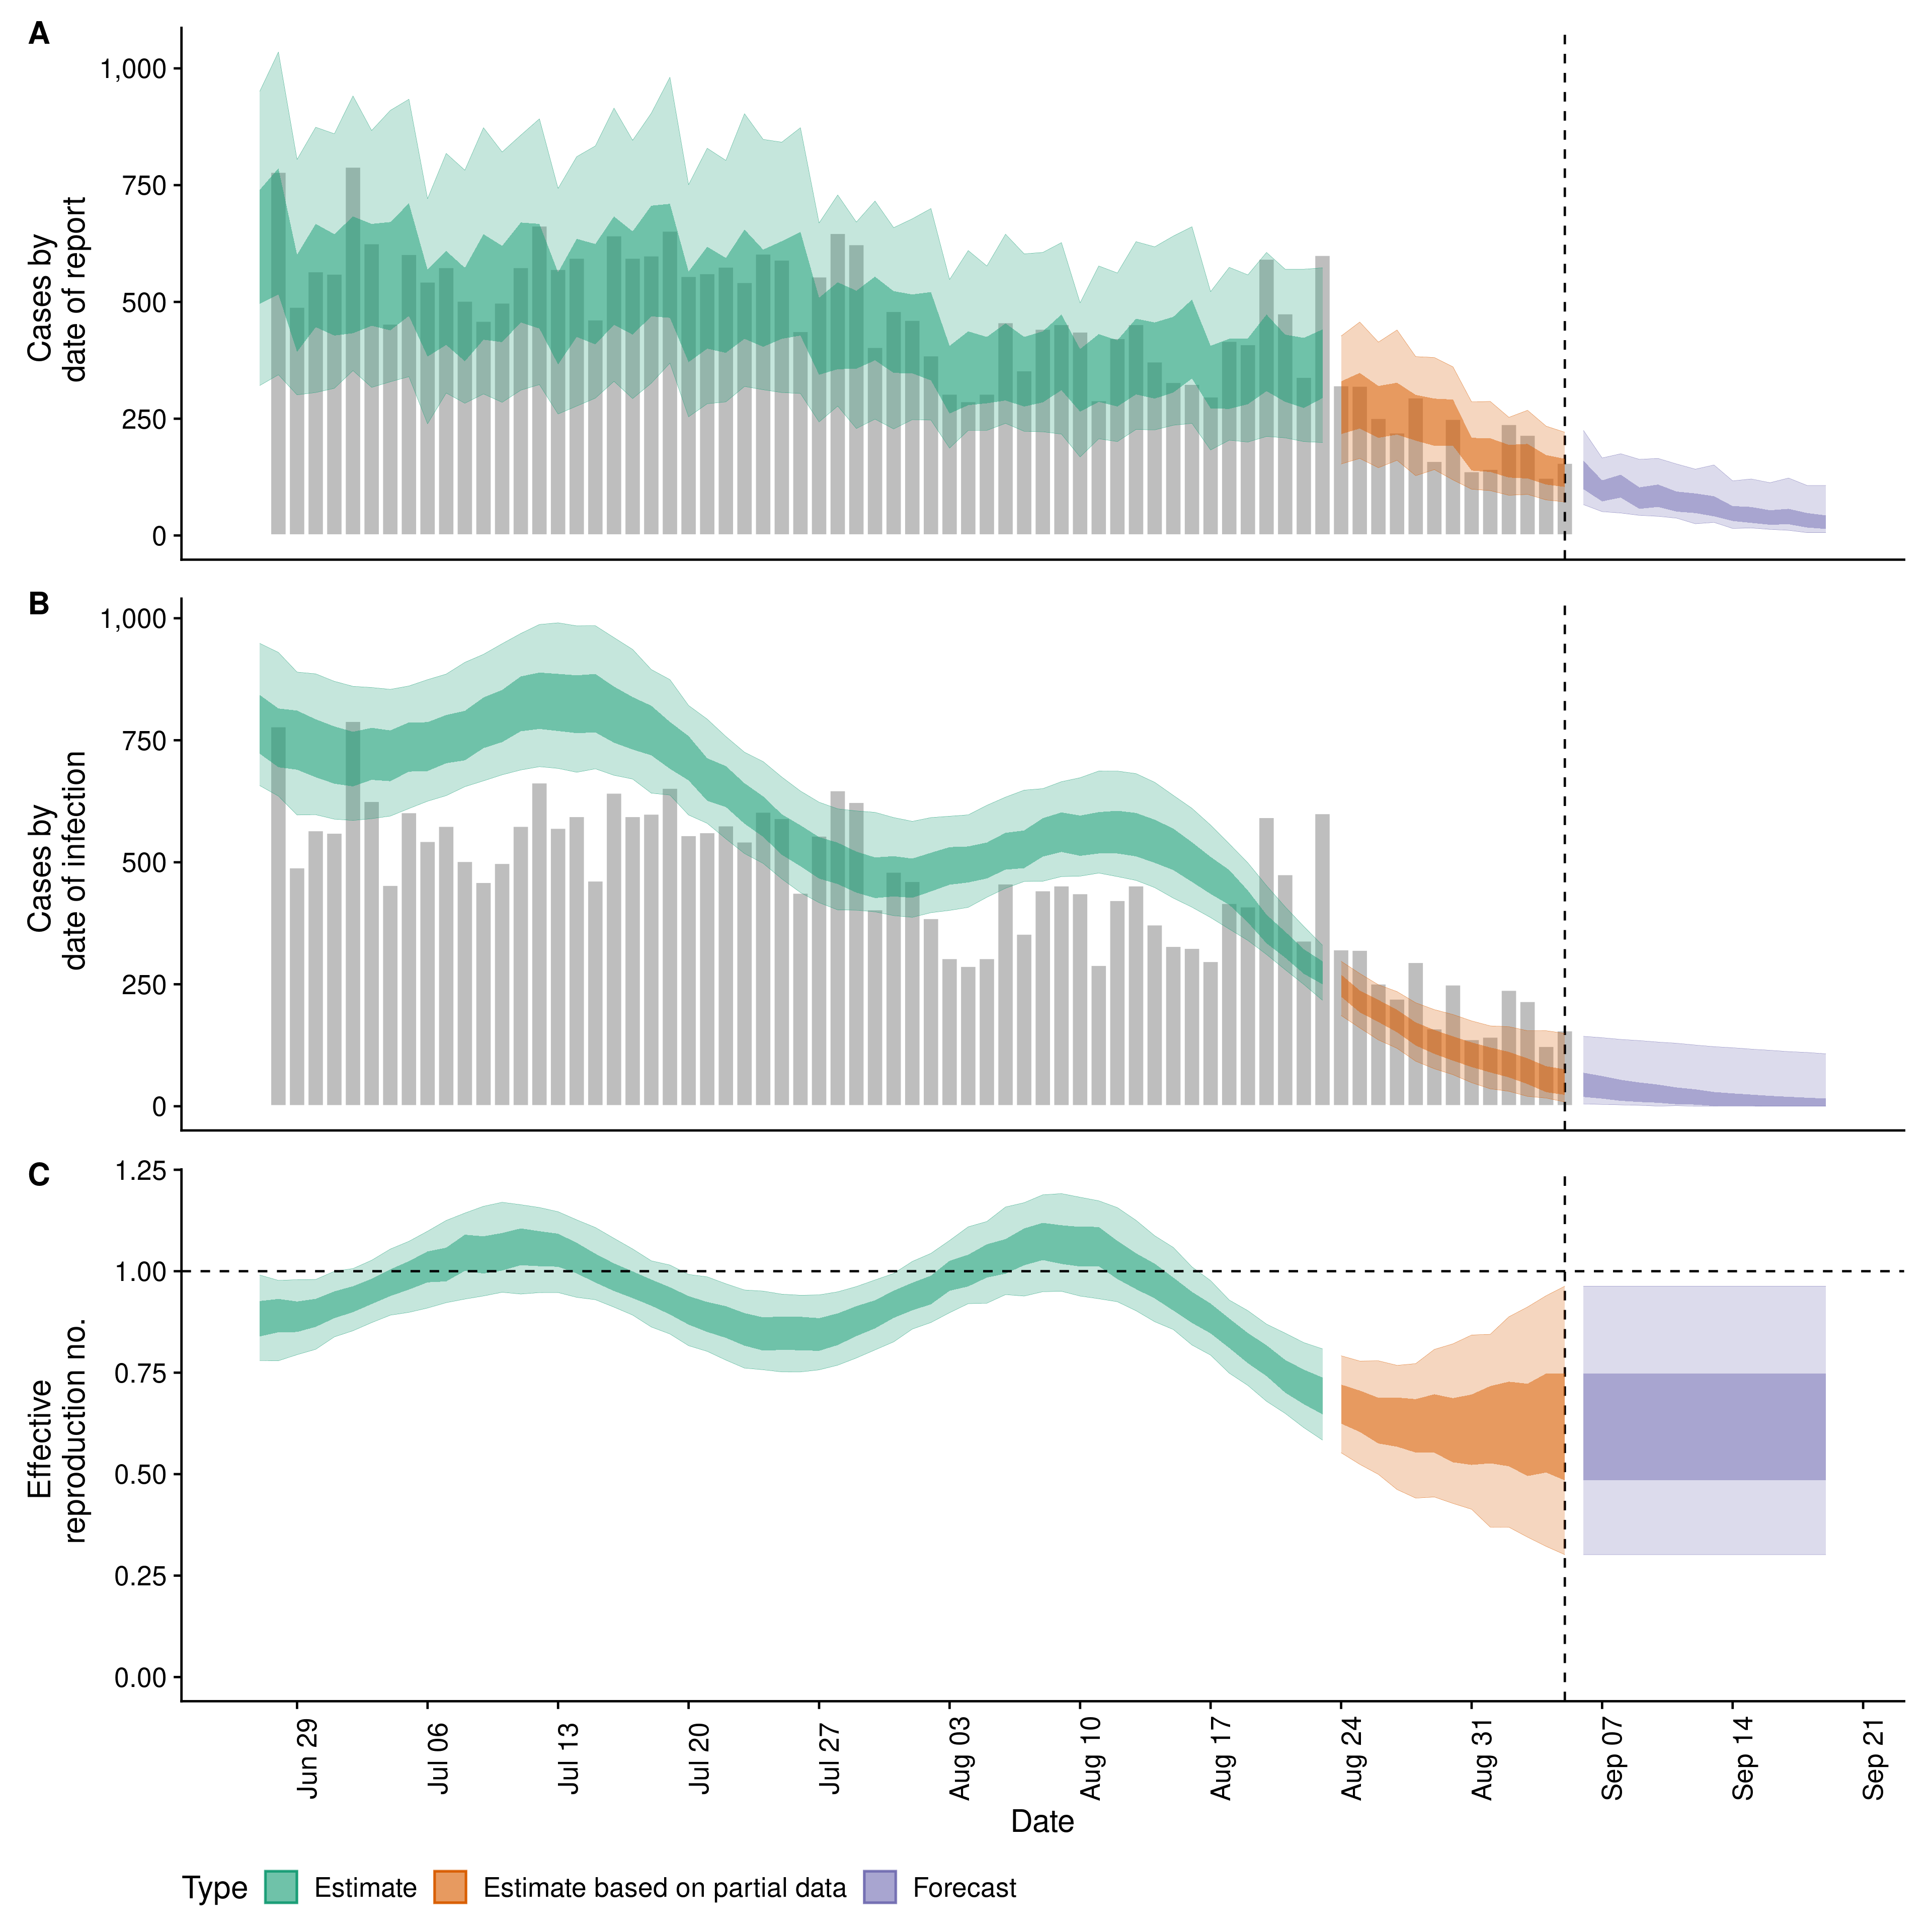 A
1,000
750
500
250
0
Cases by
date of report
B
1,000
750
500
250
0
Cases by
date of infection
C
1.25
1.00
0.75
0.50
0.25
0.00
Effective
reproduction no.
Jun 29
Jul 06
Jul 13
Jul 20
Jul 27
Aug 03
Aug 10
Aug 17
Aug 24
Aug 31
Sep 07
Sep 14
Sep 21
Date
Type Estimate Estimate based on partial data Forecast